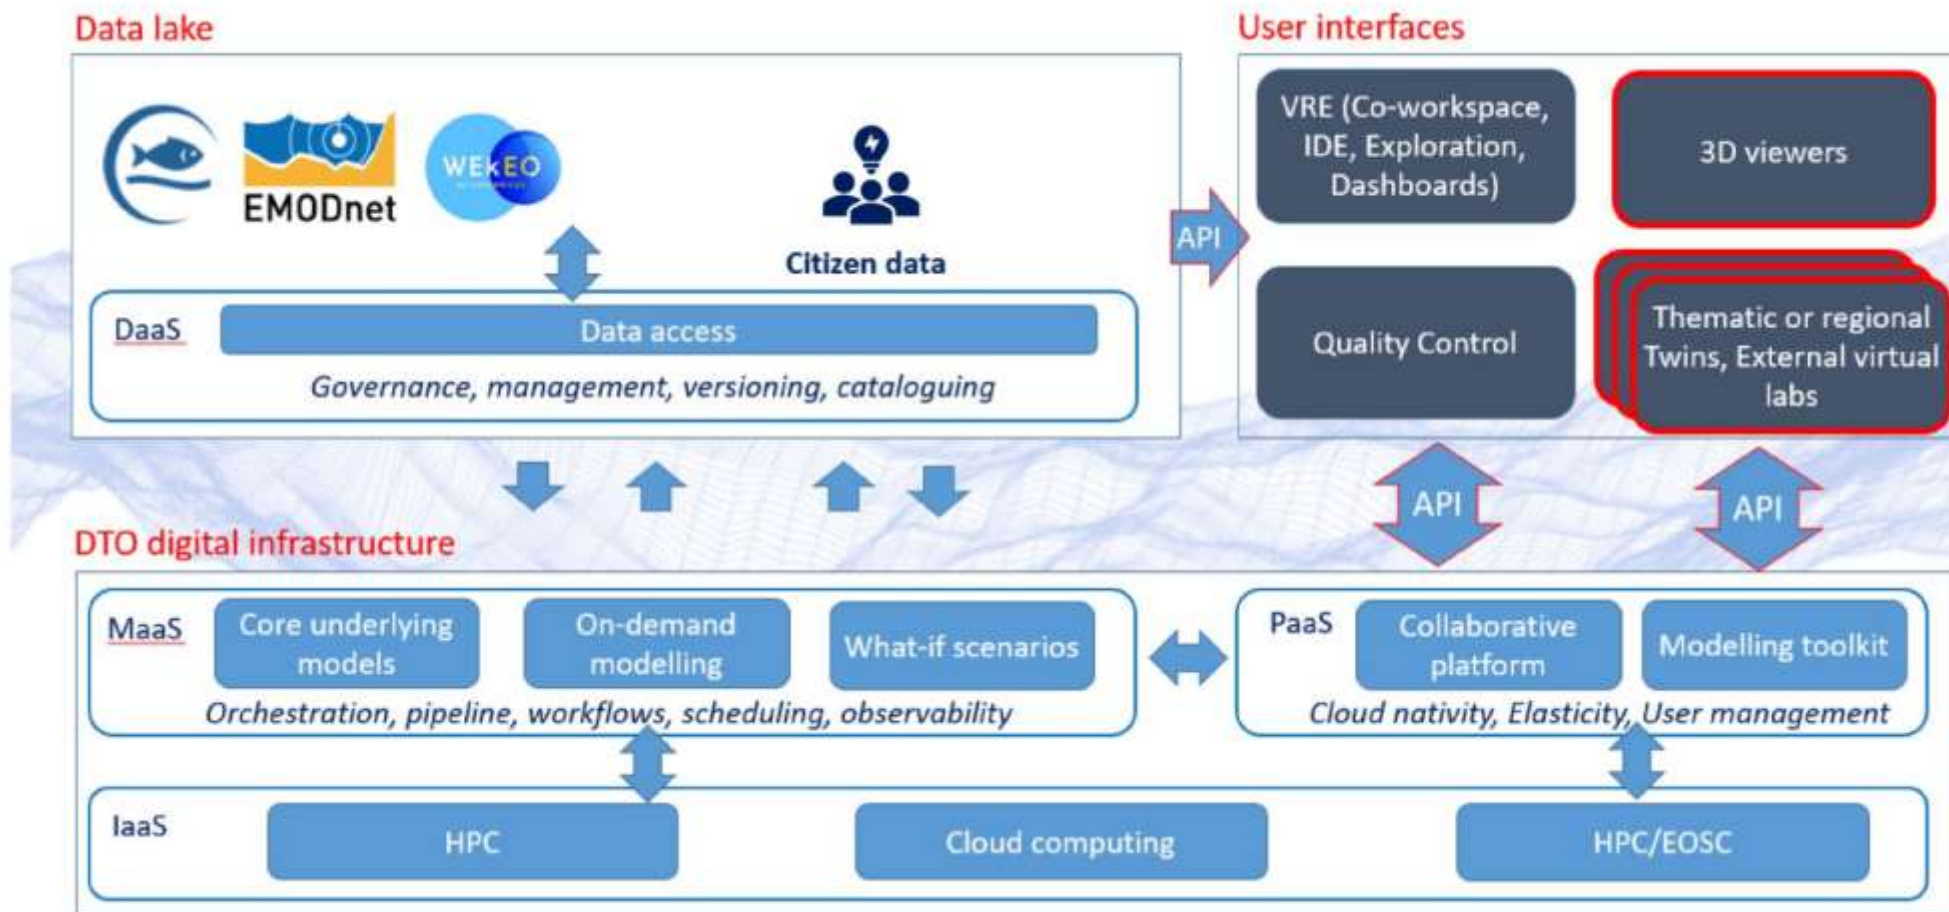 Data lake
User interfaces
EMODnet
WEkEO
Citizen data
DaaS
Data access
Governance, management, versioning, cataloguing
API
VRE (Co-workspace,
IDE, Exploration,
Dashboards)
3D viewers
Quality Control
Thematic or regional
Twins, External virtual
labs
API
API
DTO digital infrastructure
MaaS
Core underlying
models
On-demand
modelling
What-if scenarios
Orchestration, pipeline, workflows, scheduling, observability
PaaS
Collaborative
platform
Modelling toolkit
Cloud nativity, Elasticity, User management
IaaS
HPC
Cloud computing
HPC/EOSC